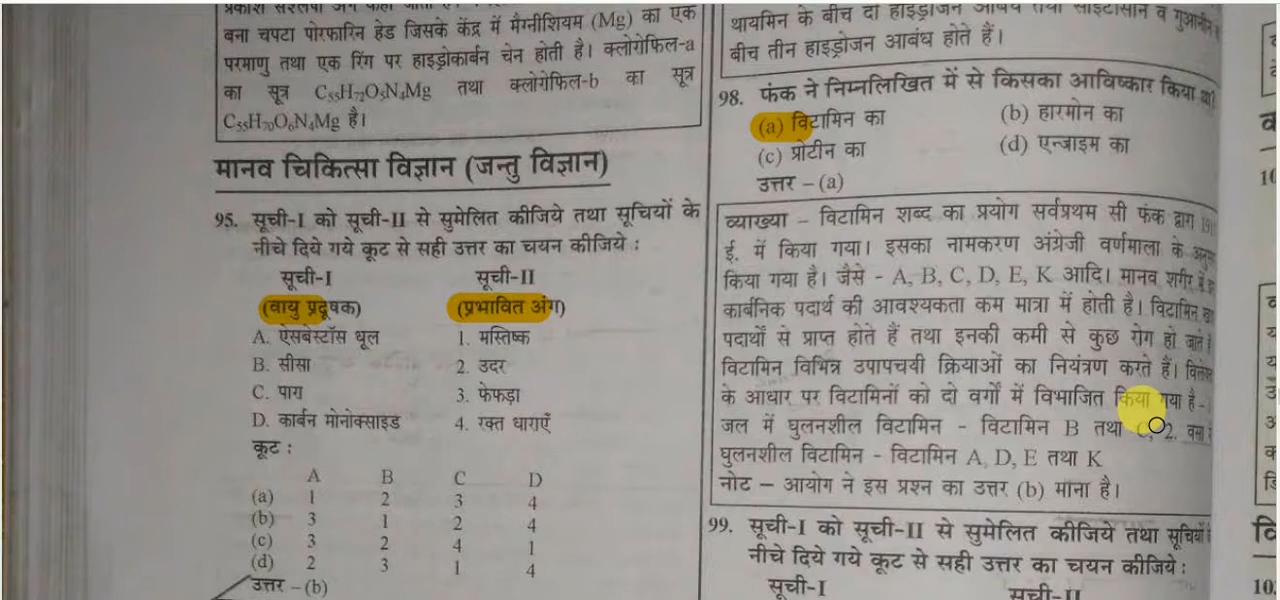 बना चपटा पोरफारिन हेड जिसके केंद्र में मैग्नीशियम (Mg) का एक
परमाणु तथा एक रिंग पर हाइड्रोकार्बन चेन होती है। क्लोरोफिल-a
का सूत्र C₅₅H₇₂O₅N₄Mg तथा क्लोरोफिल-b का सूत्र
C₅₅H₇₀O₆N₄Mg है।
मानव चिकित्सा विज्ञान (जन्तु विज्ञान)
95. सूची-I को सूची-II से सुमेलित कीजिये तथा सूचियों के
नीचे दिये गये कूट से सही उत्तर का चयन कीजिये :
सूची-I सूची-II
(वायु प्रदूषक) (प्रभावित अंग)
A. ऐसबेस्टॉस धूल 1. मस्तिष्क
B. सीसा 2. उदर
C. पारा 3. फेफड़ा
D. कार्बन मोनोक्साइड 4. रक्त धाराएँ
कूट :
A B C D
(a) 1 2 3 4
(b) 3 1 2 4
(c) 3 2 4 1
(d) 2 3 1 4
उत्तर – (b)
थायमिन के बीच दो हाइड्रोजन आबंध तथा साइटोसीन व गुआनीन
बीच तीन हाइड्रोजन आबंध होते हैं।
98. फंक ने निम्नलिखित में से किसका आविष्कार किया था?
(a) विटामिन का (b) हारमोन का
(c) प्रोटीन का (d) एन्जाइम का
उत्तर – (a)
व्याख्या – विटामिन शब्द का प्रयोग सर्वप्रथम सी फंक द्वारा
ई. में किया गया। इसका नामकरण अंग्रेजी वर्णमाला के
किया गया है। जैसे - A, B, C, D, E, K आदि। मानव शरीर में
कार्बनिक पदार्थ की आवश्यकता कम मात्रा में होती है। विटामिन
पदार्थों से प्राप्त होते हैं तथा इनकी कमी से कुछ रोग हो जाते
विटामिन विभिन्न उपापचयी क्रियाओं का नियंत्रण करते हैं।
के आधार पर विटामिनों को दो वर्गों में विभाजित किया गया है -
जल में घुलनशील विटामिन - विटामिन B तथा C, 2. वसा
घुलनशील विटामिन - विटामिन A, D, E तथा K
नोट – आयोग ने इस प्रश्न का उत्तर (b) माना है।
99. सूची-I को सूची-II से सुमेलित कीजिये तथा सूचियों
नीचे दिये गये कूट से सही उत्तर का चयन कीजिये :
सूची-I सूची-II